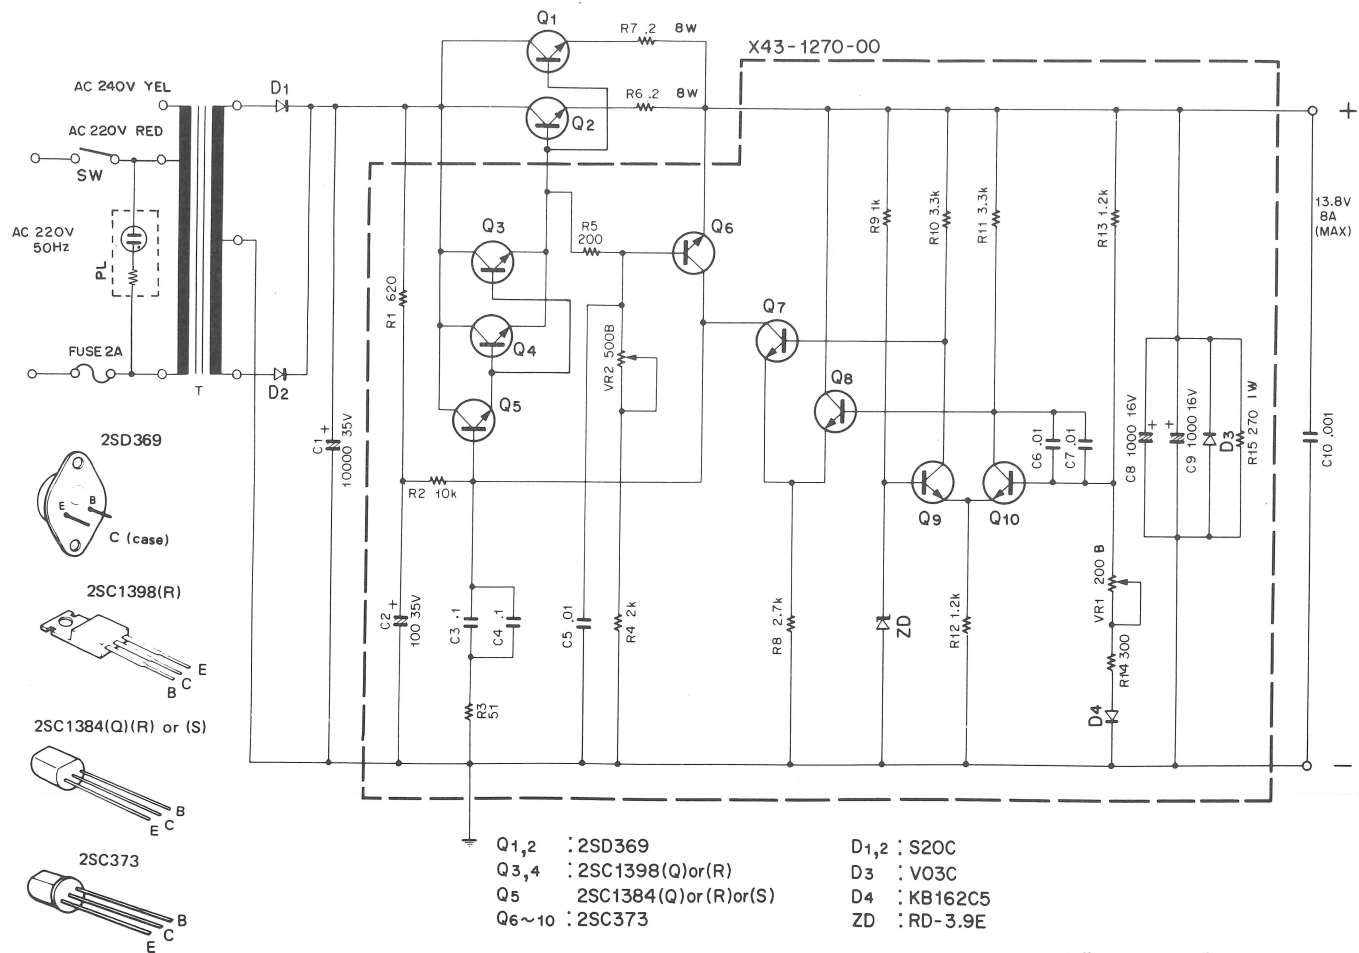 Q1
R7 .2 8W
X43-1270-00
AC 240V YEL
D1
R6 .2 8W
+
Q2
AC 220V RED
SW
13.8V
8A
(MAX)
AC 220V
50Hz
PL
Q3
R5
200
Q6
R9 1k
R10 3.3k
R11 3.3k
R13 1.2k
R1 620
Q7
Q4
VR2 500B
FUSE 2A
T
D2
Q8
Q5
2SD369
C1
+
10000 35V
C6 .01
C7 .01
C8 1000 16V
+
C9 1000 16V
+
D3
R15 270 1W
C10 .001
R2 10k
E
B
C (case)
Q9
Q10
2SC1398(R)
C2
+
100 35V
C3 .1
C4 .1
C5 .01
R4 2k
R8 2.7k
ZD
R12 1.2k
VR1 200 B
R14 300
E
C
B
R3
51
D4
2SC1384(Q)(R) or (S)
−
B
C
E
2SC373
B
C
E
Q1,2 : 2SD369
Q3,4 : 2SC1398(Q)or(R)
Q5 2SC1384(Q)or(R)or(S)
Q6~10 : 2SC373
D1,2 : S20C
D3 : V03C
D4 : KB162C5
ZD : RD-3.9E